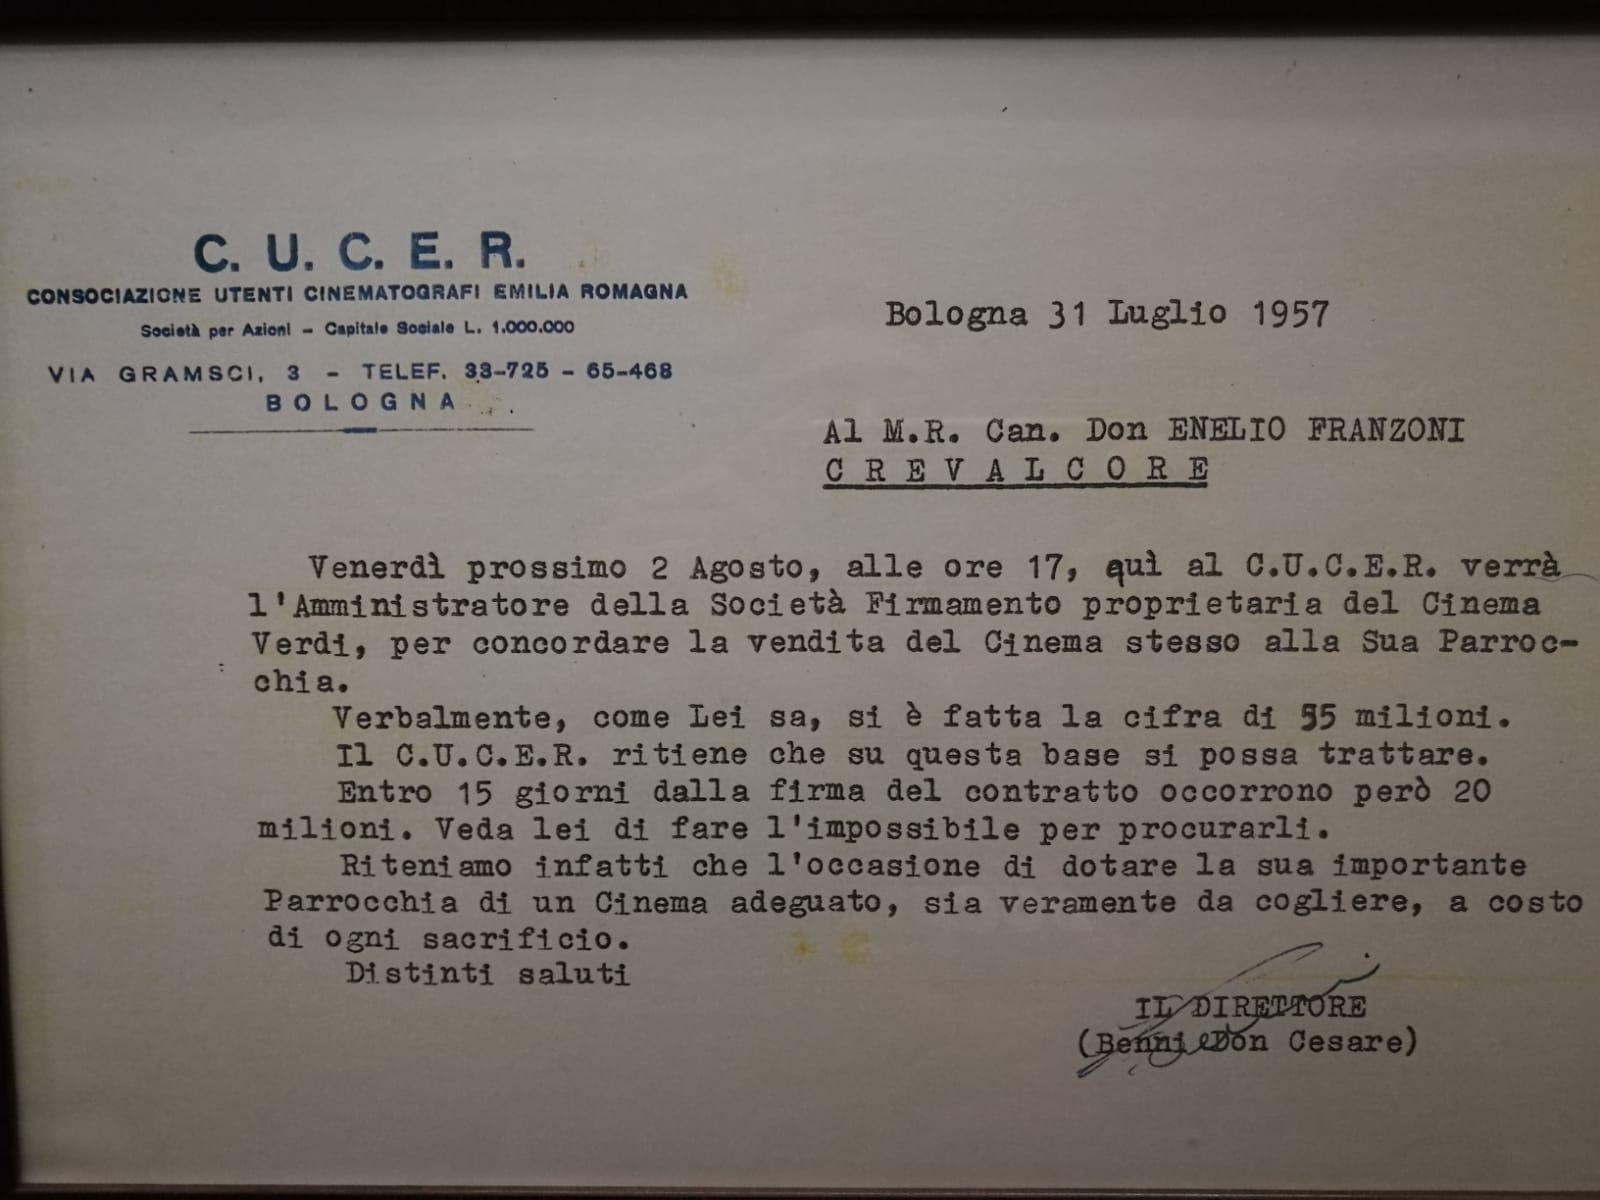 C. U. C. E. R.
CONSOCIAZIONE UTENTI CINEMATOGRAFI EMILIA ROMAGNA
Società per Azioni - Capitale Sociale L. 1.000.000
VIA GRAMSCI, 3 - TELEF. 33-725 - 65-468
BOLOGNA
Bologna 31 Luglio 1957
Al M.R. Can. Don ENELIO FRANZONI
C R E V A L C O R E
Venerdì prossimo 2 Agosto, alle ore 17, quì al C.U.C.E.R. verrà
l'Amministratore della Società Firmamento proprietaria del Cinema
Verdi, per concordare la vendita del Cinema stesso alla Sua Parroc-
chia.
Verbalmente, come Lei sa, si è fatta la cifra di 55 milioni.
Il C.U.C.E.R. ritiene che su questa base si possa trattare.
Entro 15 giorni dalla firma del contratto occorrono però 20
milioni. Veda lei di fare l'impossibile per procurarli.
Riteniamo infatti che l'occasione di dotare la sua importante
Parrocchia di un Cinema adeguato, sia veramente da cogliere, a costo
di ogni sacrificio.
Distinti saluti
IL DIRETTORE
(Benni Don Cesare)